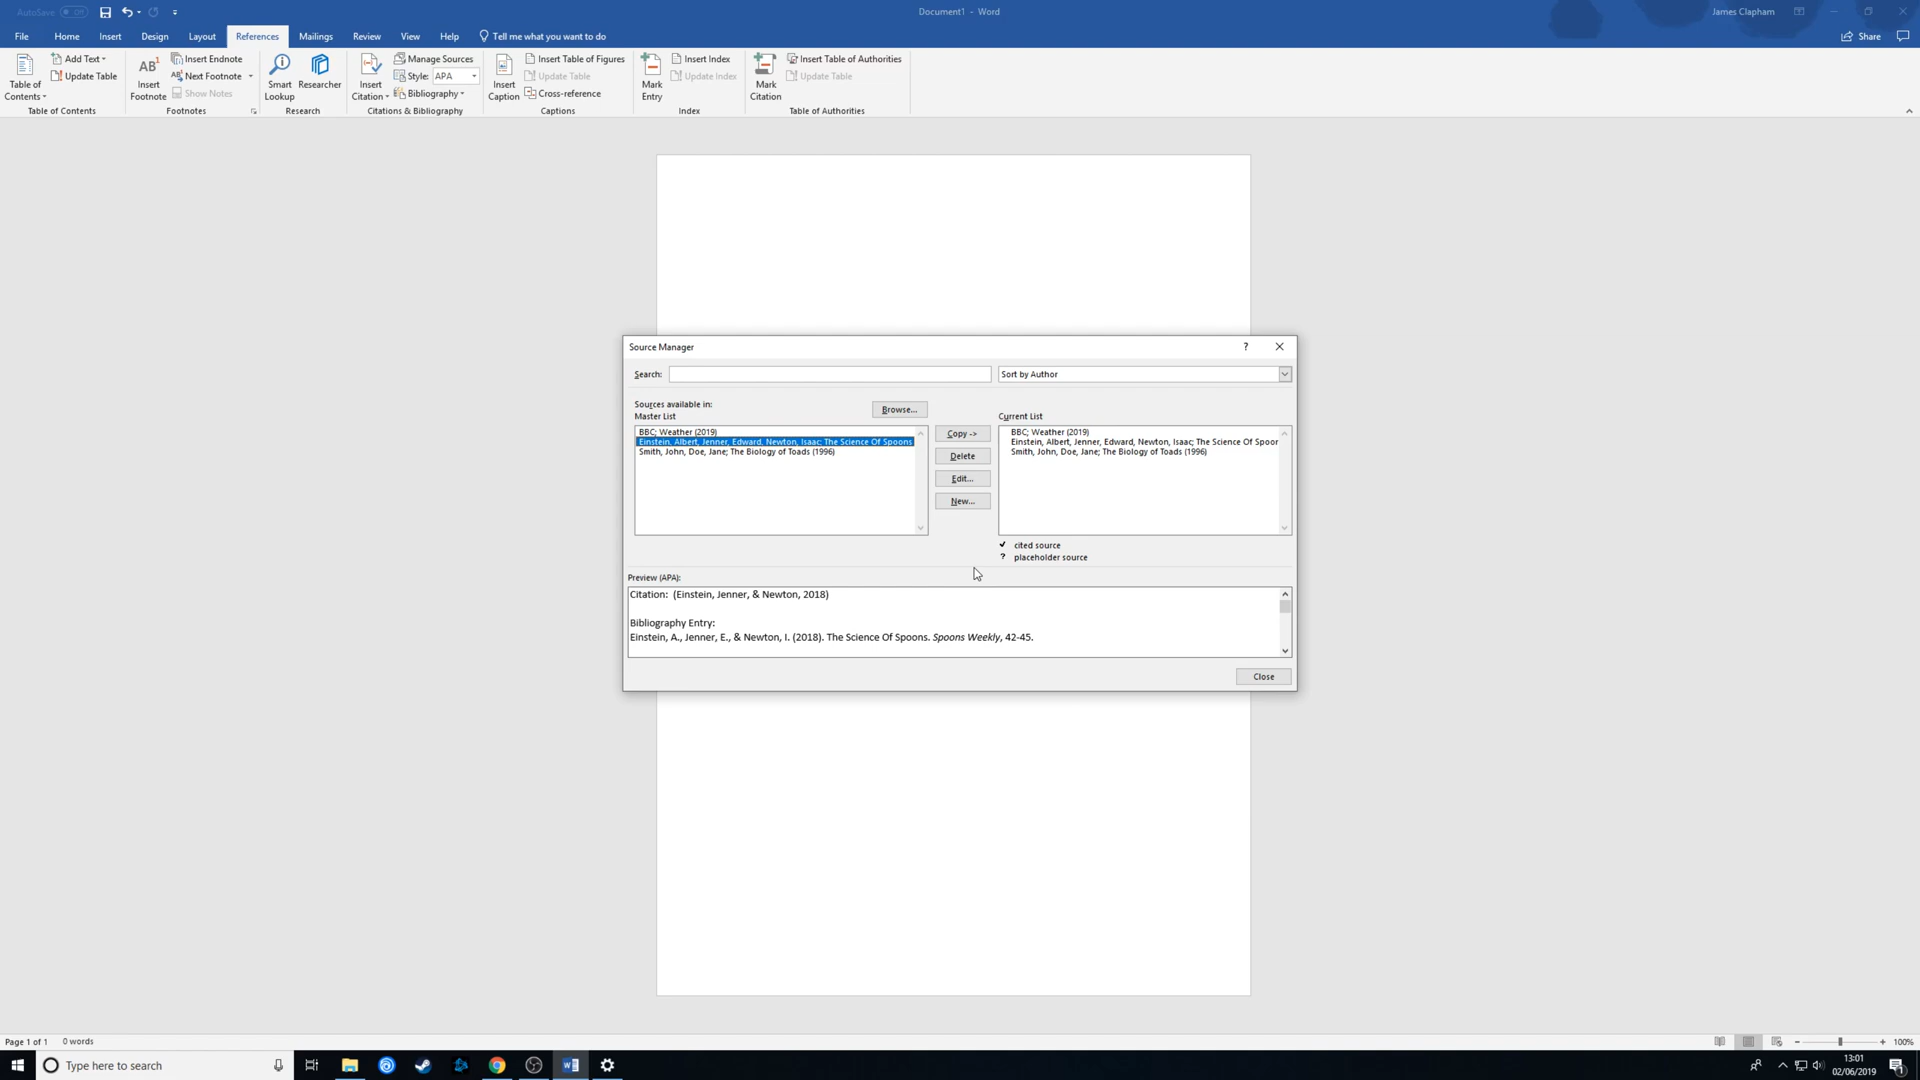 AutoSave Off
Document1 - Word
James Clapham
File Home Insert Design Layout References Mailings Review View Help Tell me what you want to do Share
Table of Contents
Add Text
Update Table
Table of Contents
AB1 Insert Footnote
Insert Endnote
Next Footnote
Show Notes
Footnotes
Smart Lookup
Researcher
Research
Insert Citation
Manage Sources
Style: APA
Bibliography
Citations & Bibliography
Insert Caption
Insert Table of Figures
Update Table
Cross-reference
Captions
Mark Entry
Insert Index
Update Index
Index
Mark Citation
Insert Table of Authorities
Update Table
Table of Authorities
Source Manager ?
Search: Sort by Author
Sources available in:
Master List
Browse...
Current List
BBC; Weather (2019)
Einstein, Albert, Jenner, Edward, Newton, Isaac; The Science Of Spoons
Smith, John, Doe, Jane; The Biology of Toads (1996)
Copy ->
Delete
Edit...
New...
BBC; Weather (2019)
Einstein, Albert, Jenner, Edward, Newton, Isaac; The Science Of Spoor
Smith, John, Doe, Jane; The Biology of Toads (1996)
cited source
? placeholder source
Preview (APA):
Citation: (Einstein, Jenner, & Newton, 2018)
Bibliography Entry:
Einstein, A., Jenner, E., & Newton, I. (2018). The Science Of Spoons. Spoons Weekly, 42-45.
Close
Page 1 of 1 0 words
100%
Type here to search
13:01
02/06/2019